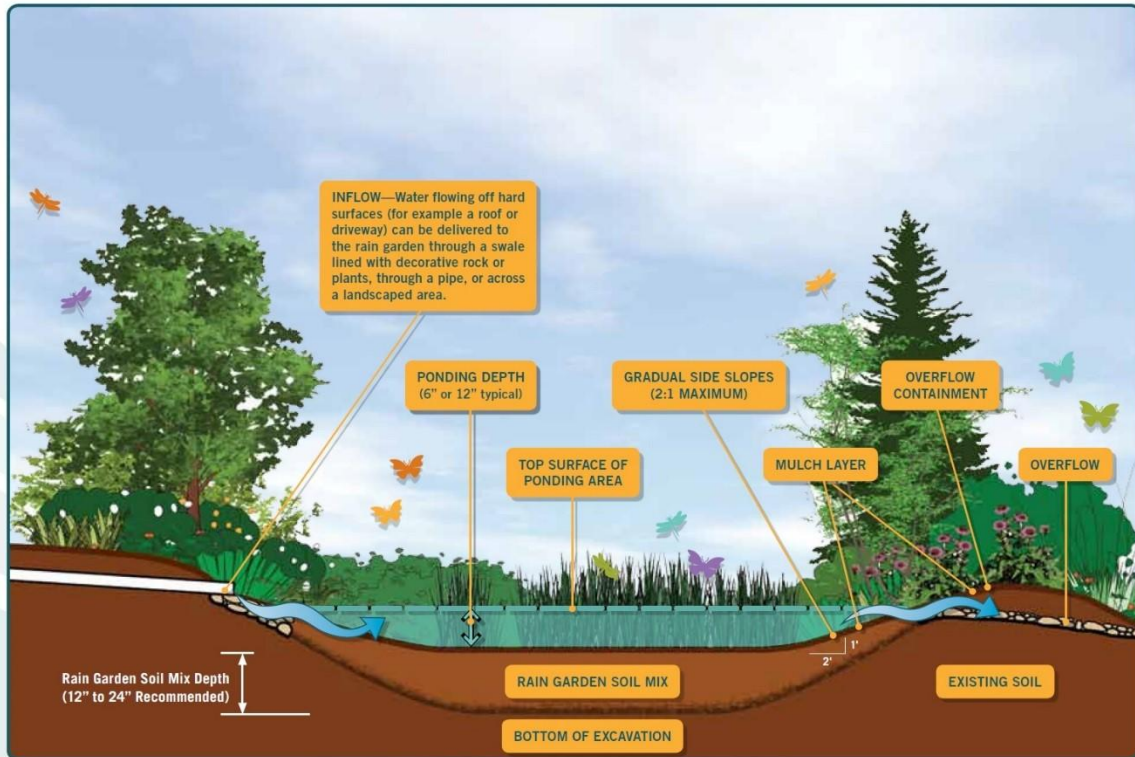 INFLOW—Water flowing off hard
surfaces (for example a roof or
driveway) can be delivered to
the rain garden through a swale
lined with decorative rock or
plants, through a pipe, or across
a landscaped area.
PONDING DEPTH
(6” or 12” typical)
GRADUAL SIDE SLOPES
(2:1 MAXIMUM)
OVERFLOW
CONTAINMENT
TOP SURFACE OF
PONDING AREA
MULCH LAYER
OVERFLOW
1'
2'
Rain Garden Soil Mix Depth
(12” to 24” Recommended)
RAIN GARDEN SOIL MIX
EXISTING SOIL
BOTTOM OF EXCAVATION